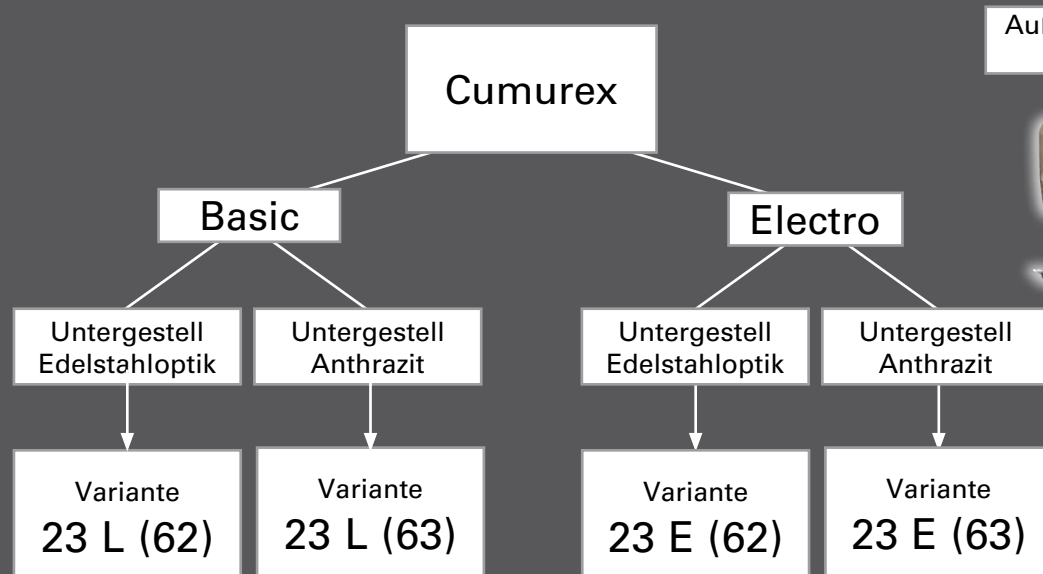 Cumurex
Basic
Electro
Untergestell
Edelstahloptik
Untergestell
Anthrazit
Untergestell
Edelstahloptik
Untergestell
Anthrazit
Variante
23 L (62)
Variante
23 L (63)
Variante
23 E (62)
Variante
23 E (63)